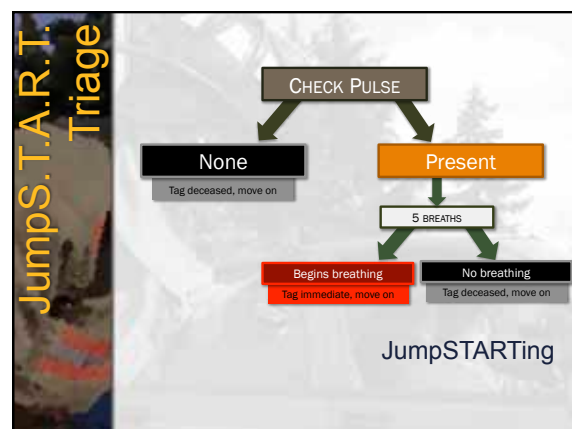 JumpS.T.A.R.T.
Triage
CHECK PULSE
None
Tag deceased, move on
Present
5 BREATHS
Begins breathing
Tag immediate, move on
No breathing
Tag deceased, move on
JumpSTARTing